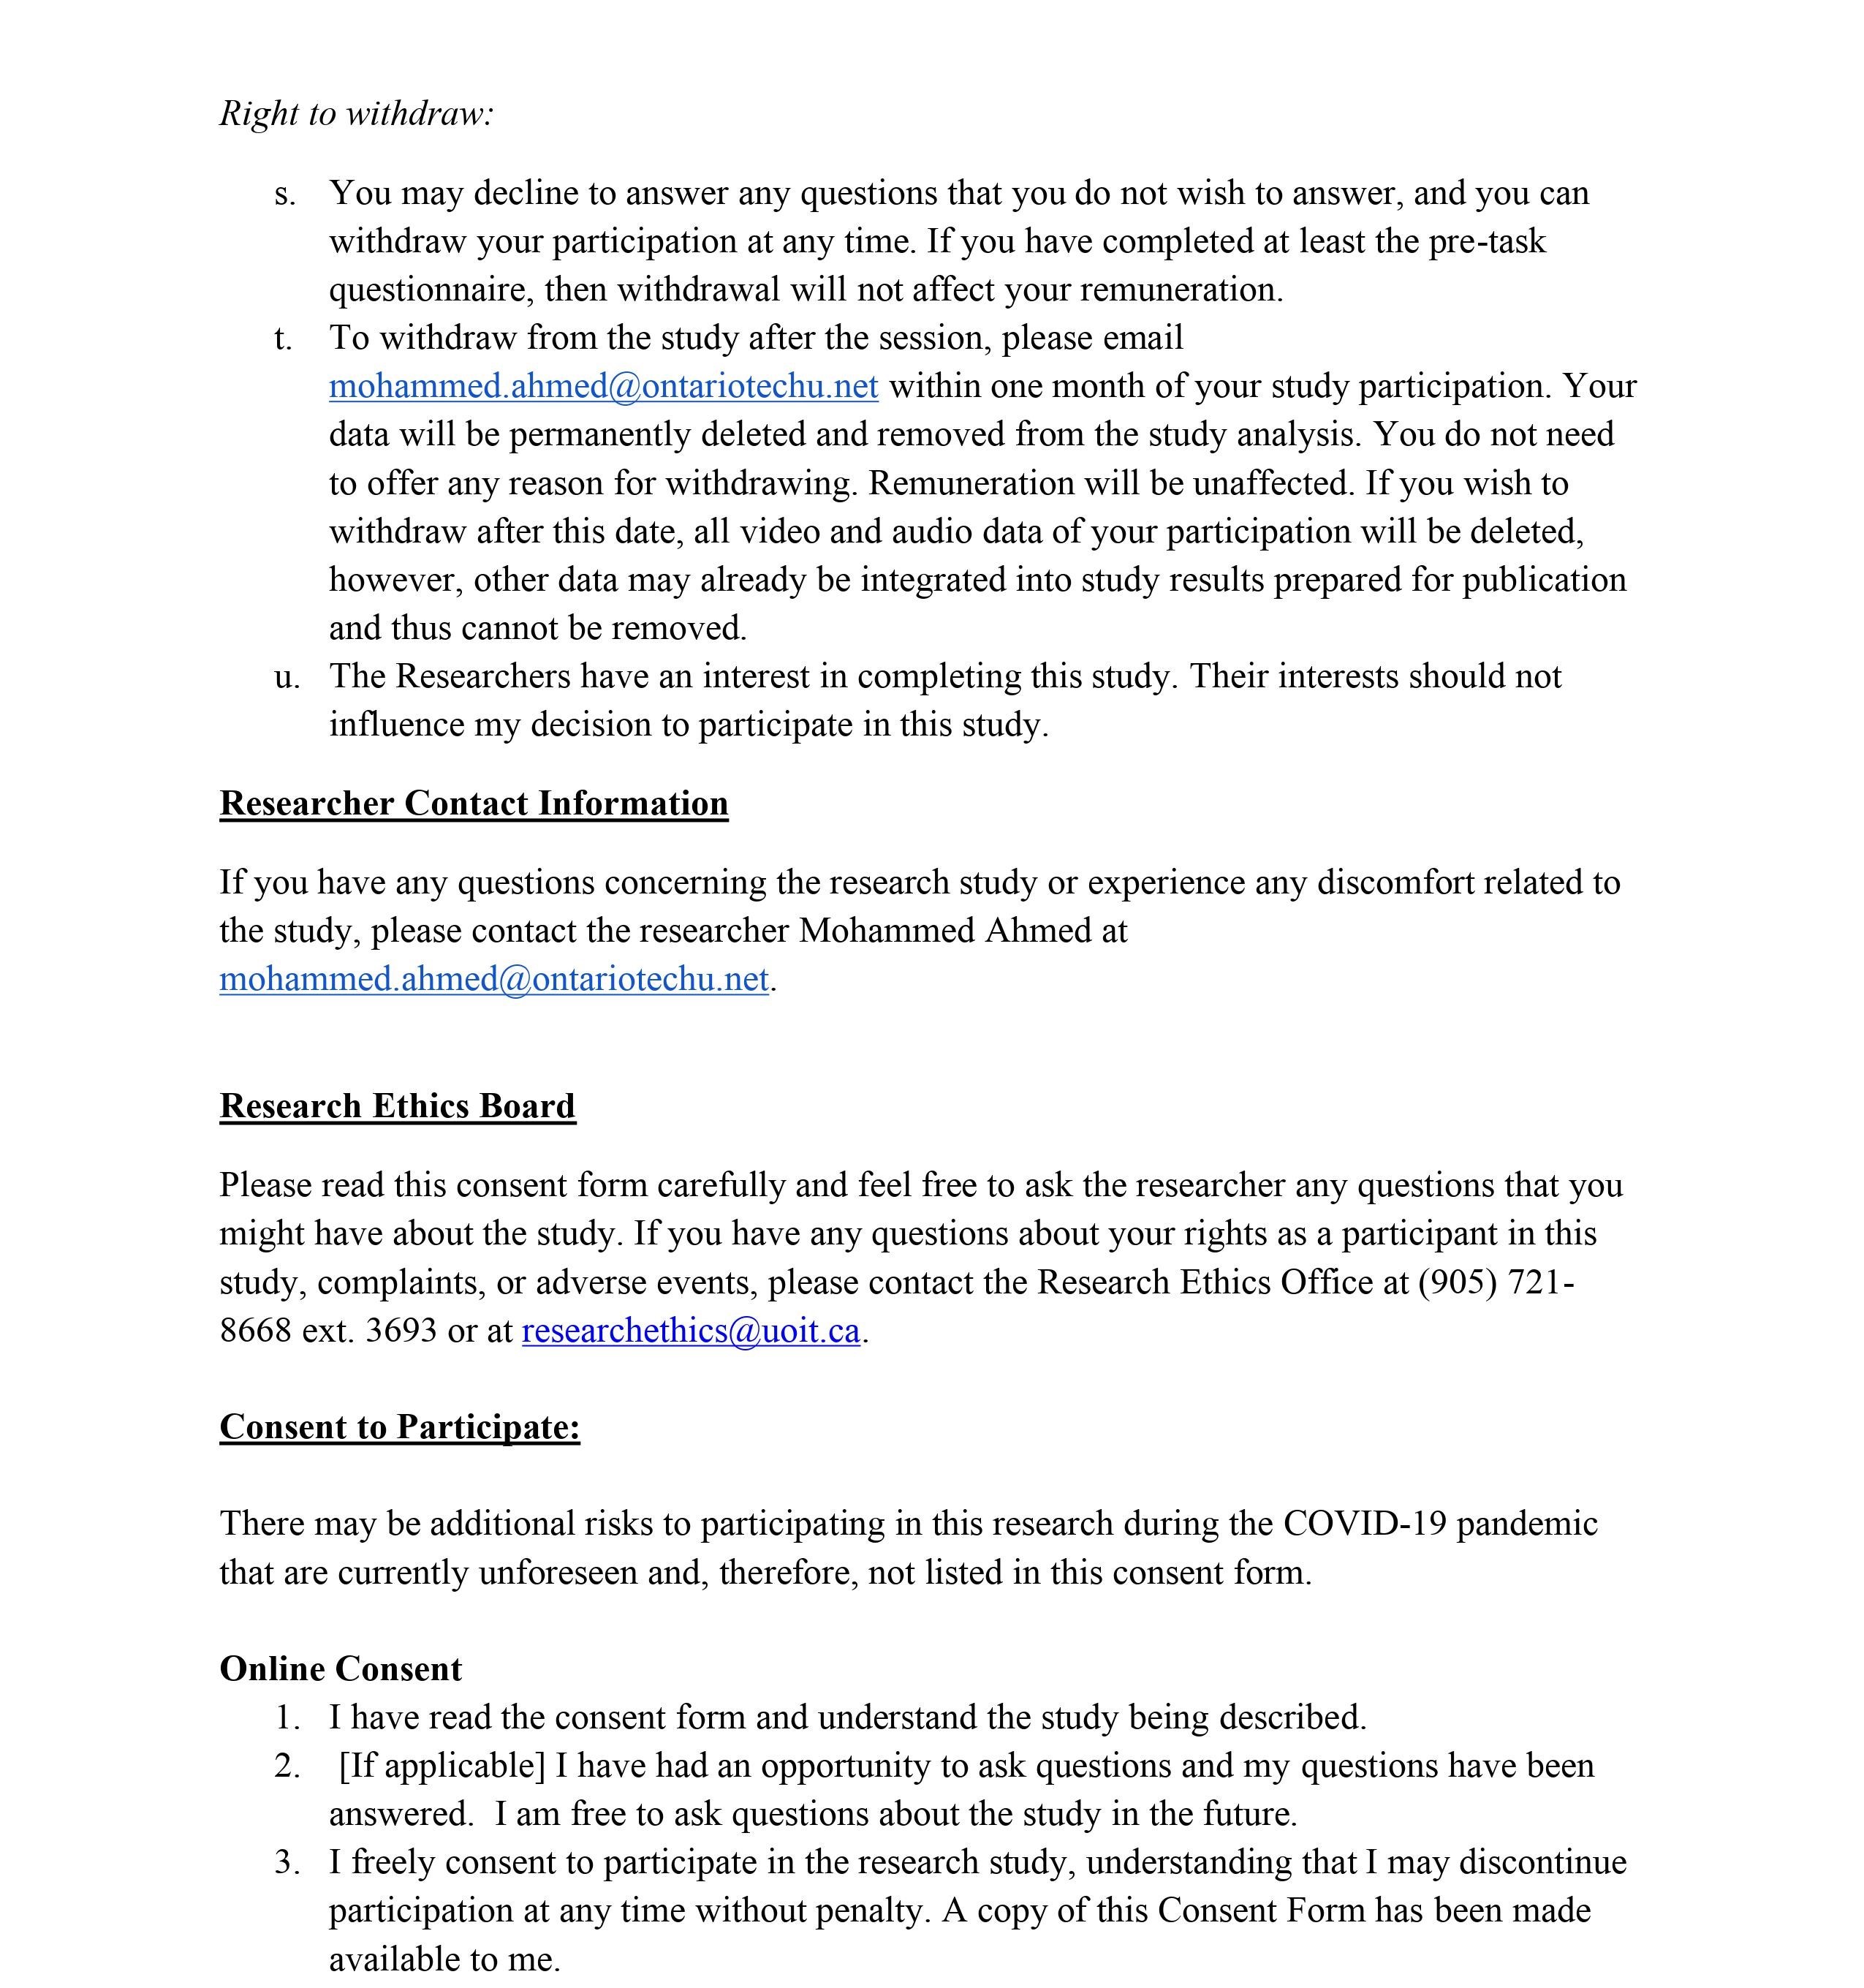 Right to withdraw:
s. You may decline to answer any questions that you do not wish to answer, and you can
withdraw your participation at any time. If you have completed at least the pre-task
questionnaire, then withdrawal will not affect your remuneration.
t. To withdraw from the study after the session, please email
mohammed.ahmed@ontariotechu.net within one month of your study participation. Your
data will be permanently deleted and removed from the study analysis. You do not need
to offer any reason for withdrawing. Remuneration will be unaffected. If you wish to
withdraw after this date, all video and audio data of your participation will be deleted,
however, other data may already be integrated into study results prepared for publication
and thus cannot be removed.
u. The Researchers have an interest in completing this study. Their interests should not
influence my decision to participate in this study.
Researcher Contact Information
If you have any questions concerning the research study or experience any discomfort related to
the study, please contact the researcher Mohammed Ahmed at
mohammed.ahmed@ontariotechu.net.
Research Ethics Board
Please read this consent form carefully and feel free to ask the researcher any questions that you
might have about the study. If you have any questions about your rights as a participant in this
study, complaints, or adverse events, please contact the Research Ethics Office at (905) 721-
8668 ext. 3693 or at researchethics@uoit.ca.
Consent to Participate:
There may be additional risks to participating in this research during the COVID-19 pandemic
that are currently unforeseen and, therefore, not listed in this consent form.
Online Consent
1. I have read the consent form and understand the study being described.
2. [If applicable] I have had an opportunity to ask questions and my questions have been
answered. I am free to ask questions about the study in the future.
3. I freely consent to participate in the research study, understanding that I may discontinue
participation at any time without penalty. A copy of this Consent Form has been made
available to me.